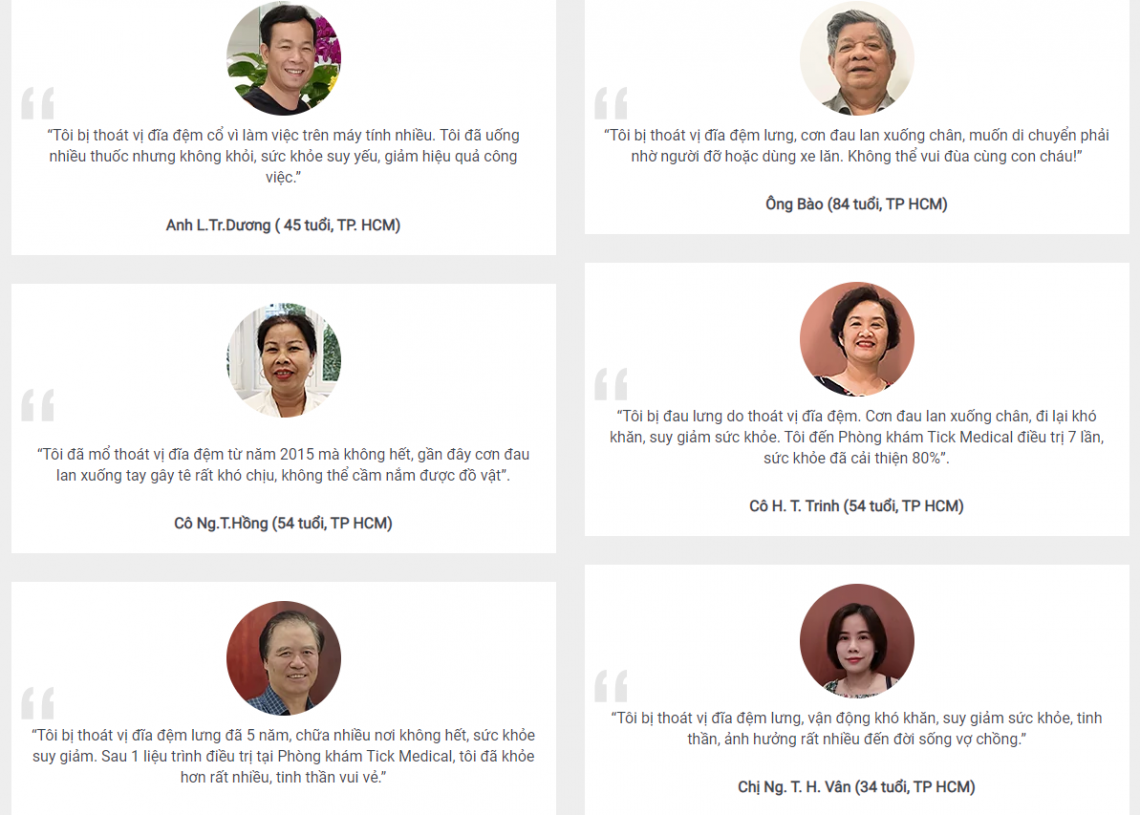 “Tôi bị thoát vị đĩa đệm cổ vì làm việc trên máy tính nhiều. Tôi đã uống
nhiều thuốc nhưng không khỏi, sức khỏe suy yếu, giảm hiệu quả công
việc.”
Anh L.Tr.Dương ( 45 tuổi, TP. HCM)
“Tôi bị thoát vị đĩa đệm lưng, cơn đau lan xuống chân, muốn di chuyển phải
nhờ người đỡ hoặc dùng xe lăn. Không thể vui đùa cùng con cháu!”
Ông Bào (84 tuổi, TP HCM)
“Tôi đã mổ thoát vị đĩa đệm từ năm 2015 mà không hết, gần đây cơn đau
lan xuống tay gây tê rất khó chịu, không thể cầm nắm được đồ vật”.
Cô Ng.T.Hồng (54 tuổi, TP HCM)
“Tôi bị đau lưng do thoát vị đĩa đệm. Cơn đau lan xuống chân, đi lại khó
khăn, suy giảm sức khỏe. Tôi đến Phòng khám Tick Medical điều trị 7 lần,
sức khỏe đã cải thiện 80%”.
Cô H. T. Trinh (54 tuổi, TP HCM)
“Tôi bị thoát vị đĩa đệm lưng đã 5 năm, chữa nhiều nơi không hết, sức khỏe
suy giảm. Sau 1 liệu trình điều trị tại Phòng khám Tick Medical, tôi đã khỏe
hơn rất nhiều, tinh thần vui vẻ.”
“Tôi bị thoát vị đĩa đệm lưng, vận động khó khăn, suy giảm sức khỏe, tinh
thần, ảnh hưởng rất nhiều đến đời sống vợ chồng.”
Chị Ng. T. H. Vân (34 tuổi, TP HCM)